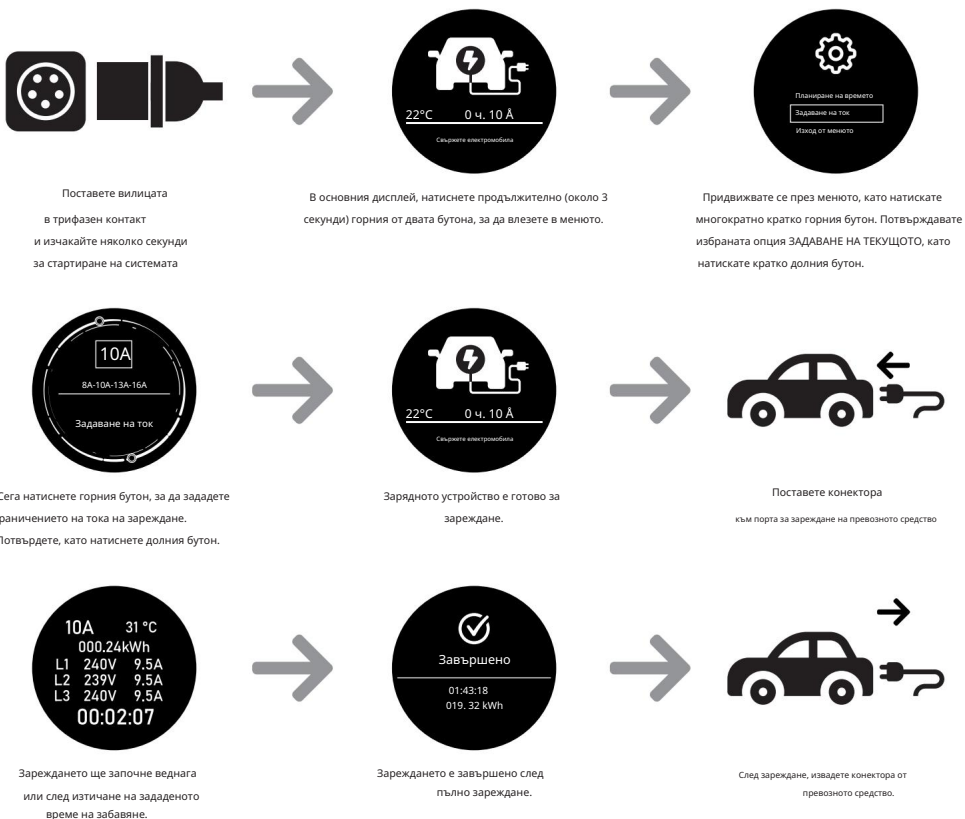 22°C 0 ч. 10 Å
Свържете електромобила
Планиране на времето
Задаване на ток
Изход от менюто
Поставете вилицата
в трифазен контакт
и изчакайте няколко секунди
за стартиране на системата
В основния дисплей, натиснете продължително (около 3
секунди) горния от двата бутона, за да влезете в менюто.
Придвижвате се през менюто, като натискате
многократно кратко горния бутон. Потвърждавате
избраната опция ЗАДАВАНЕ НА ТЕКУЩОТО, като
натискате кратко долния бутон.
10A
8A-10A-13A-16A
Задаване на ток
22°C 0 ч. 10 Å
Свържете електромобила
Сега натиснете горния бутон, за да зададете
раничението на тока на зареждане.
Потвърдете, като натиснете долния бутон.
Зарядното устройство е готово за
зареждане.
Поставете конектора
към порта за зареждане на превозното средство
10A 31 °C
000.24kWh
L1 240V 9.5A
L2 239V 9.5A
L3 240V 9.5A
00:02:07
Завършено
01:43:18
019. 32 kWh
Зареждането ще започне веднага
или след изтичане на зададеното
време на забавяне.
Зареждането е завършено след
пълно зареждане.
След зареждане, извадете конектора от
превозното средство.